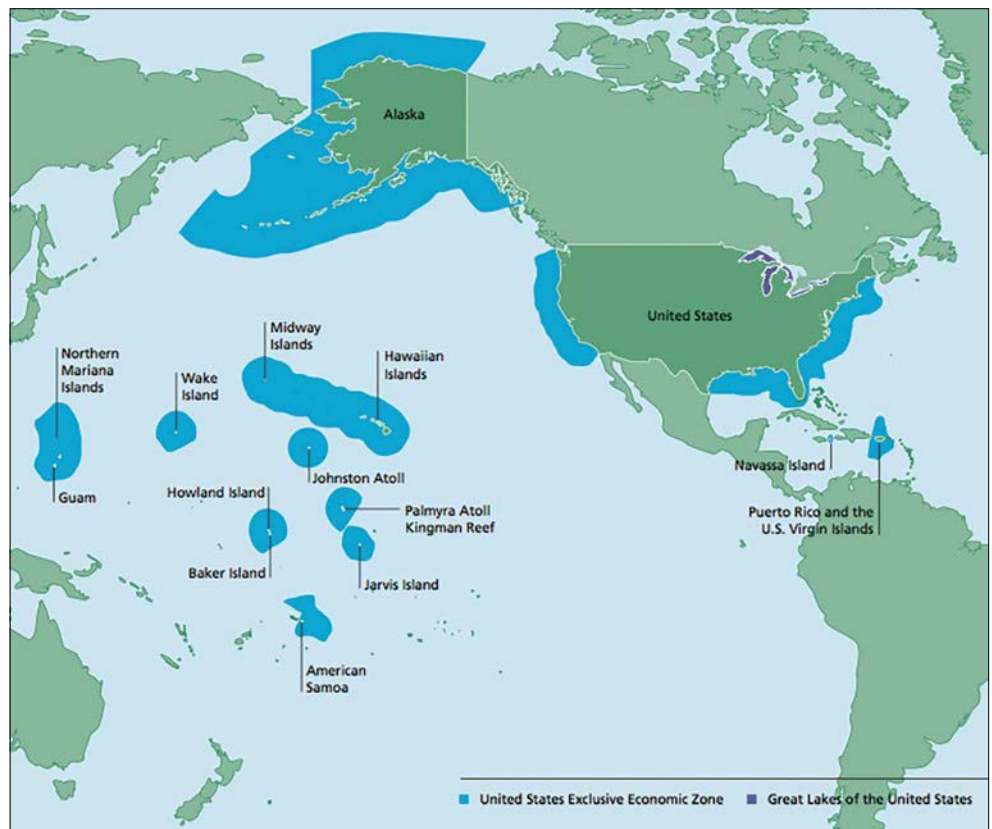 Alaska
United States
Midway
Islands
Hawaiian
Islands
Northern
Mariana
Islands
Wake
Island
Guam
Johnston Atoll
Howland Island
Palmyra Atoll
Kingman Reef
Baker Island
Jarvis Island
American
Samoa
Navassa Island
Puerto Rico and the
U.S. Virgin Islands
United States Exclusive Economic Zone
Great Lakes of the United States